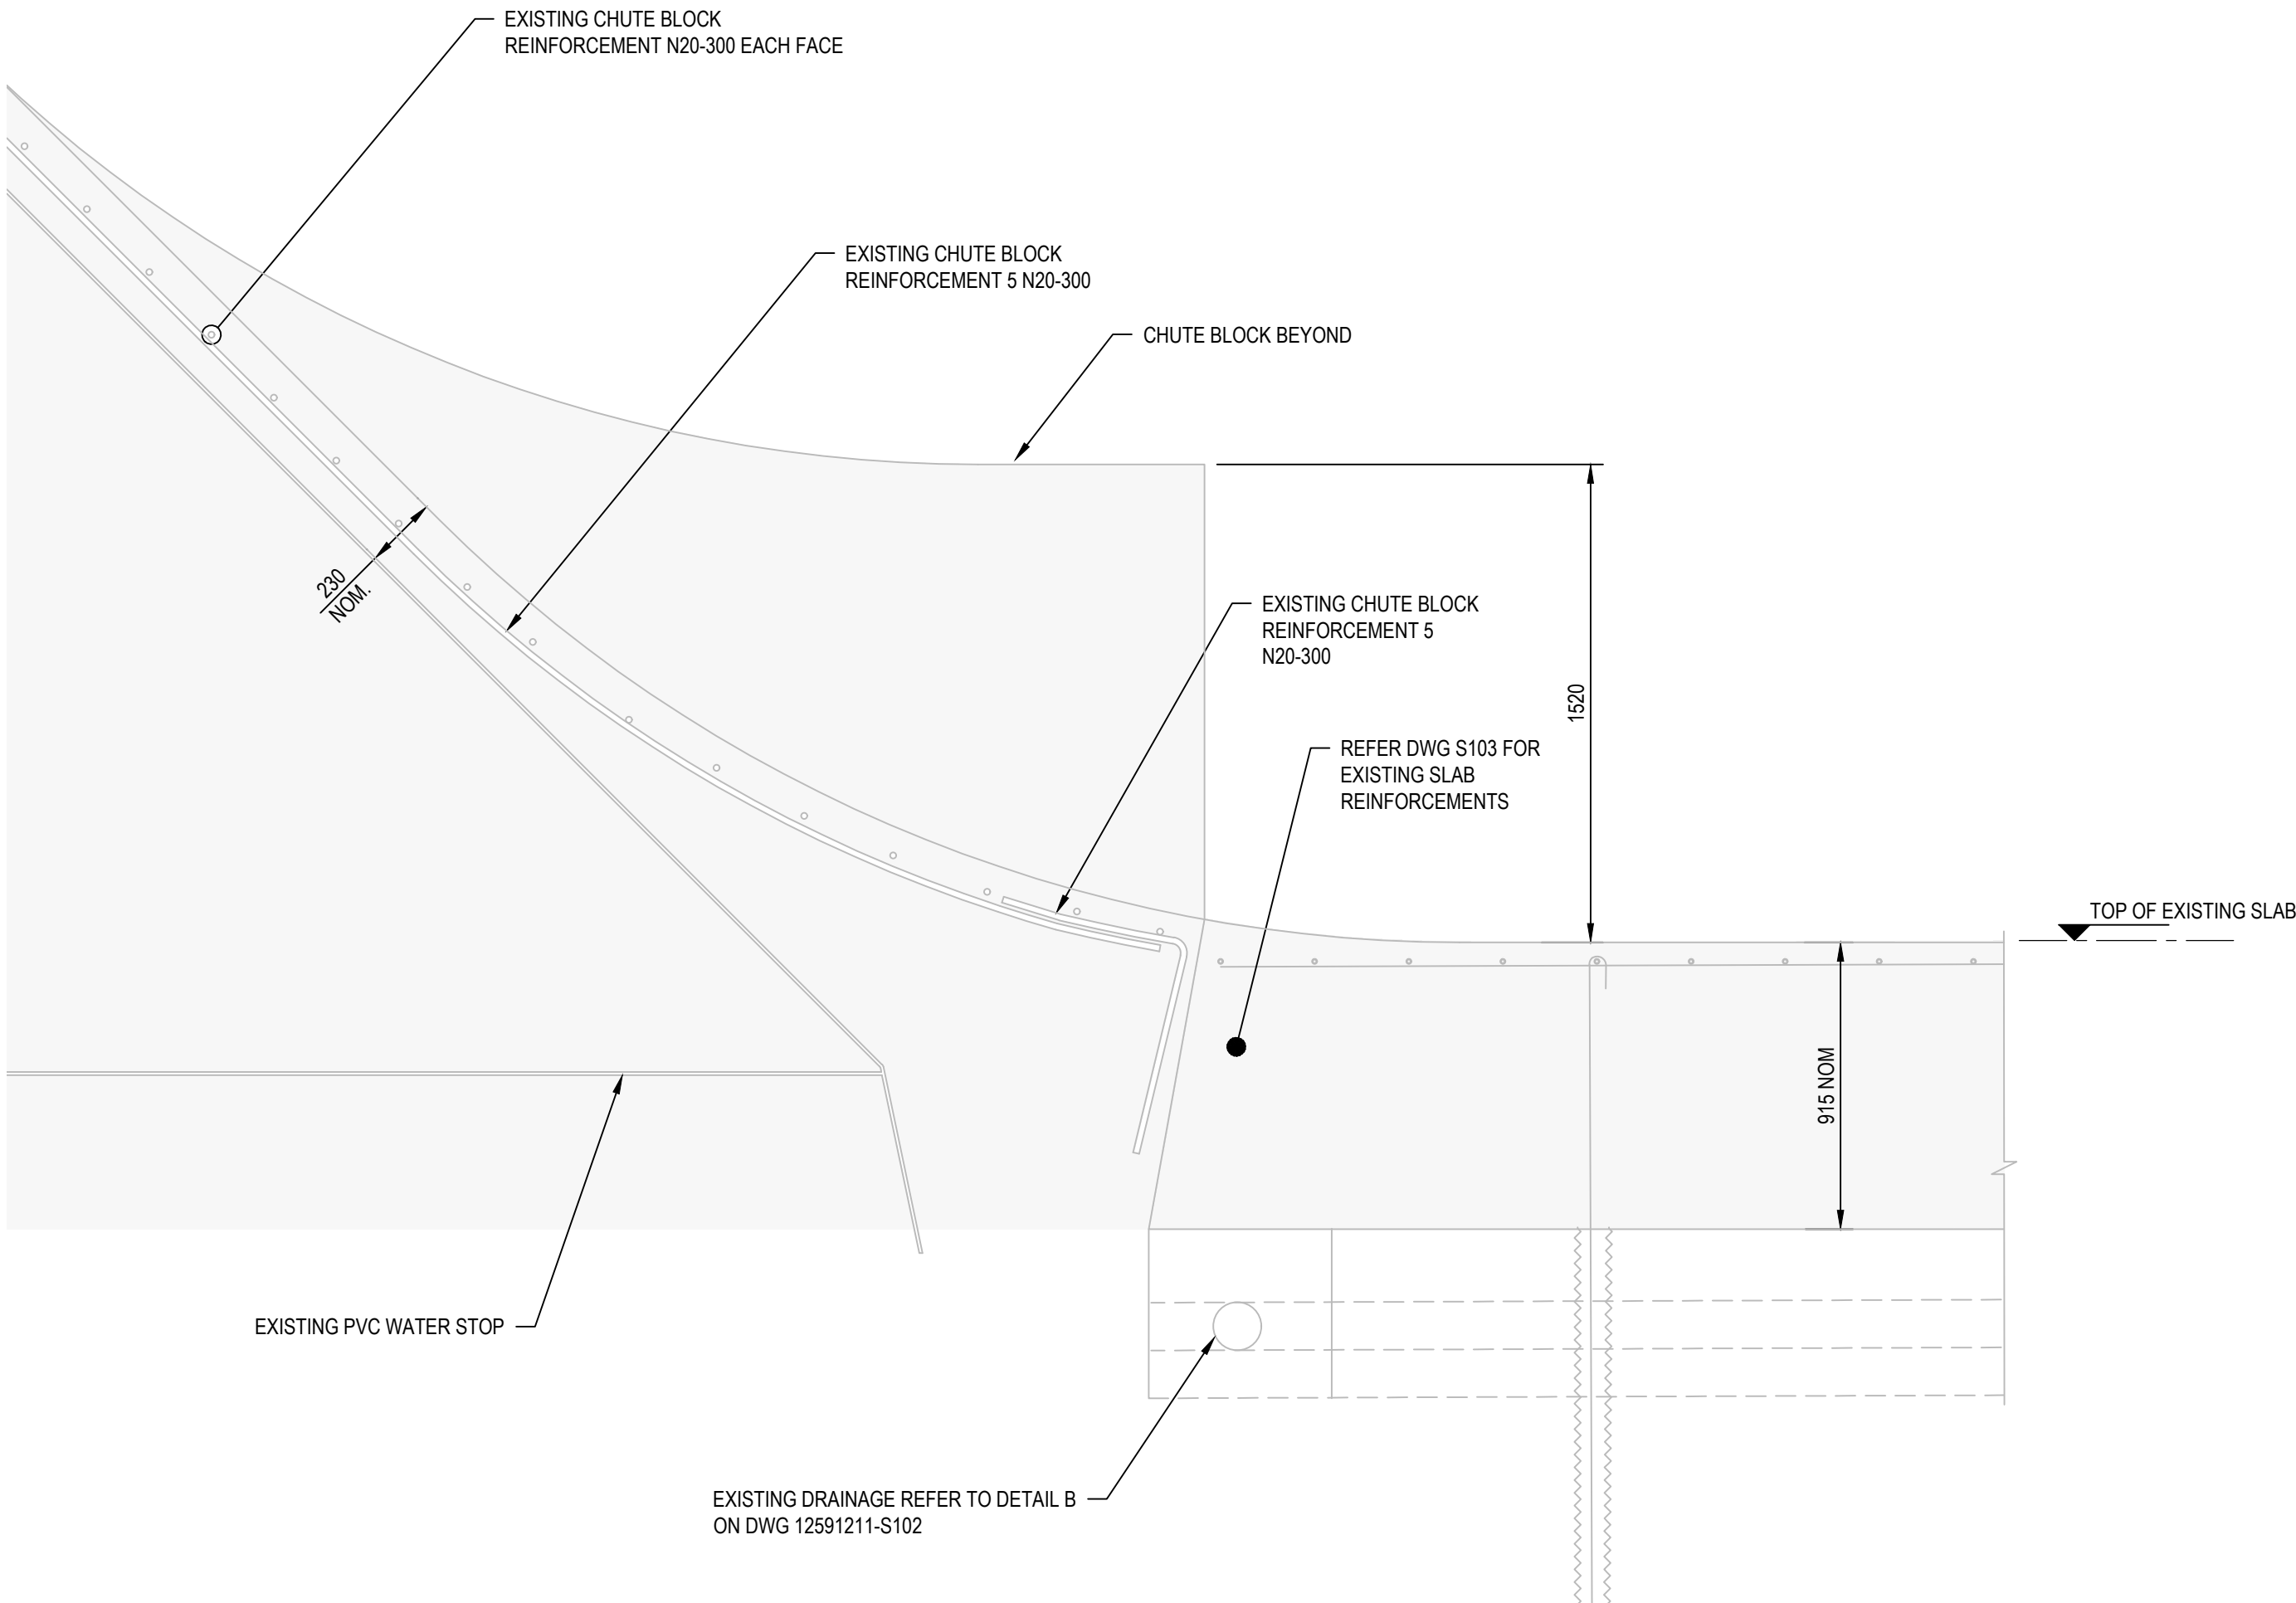 EXISTING CHUTE BLOCK
REINFORCEMENT N20-300 EACH FACE
EXISTING CHUTE BLOCK
REINFORCEMENT 5 N20-300
CHUTE BLOCK BEYOND
230
NOM.
EXISTING CHUTE BLOCK
REINFORCEMENT 5
N20-300
1520
REFER DWG S103 FOR
EXISTING SLAB
REINFORCEMENTS
TOP OF EXISTING SLAB
915 NOM
EXISTING PVC WATER STOP
EXISTING DRAINAGE REFER TO DETAIL B
ON DWG 12591211-S102